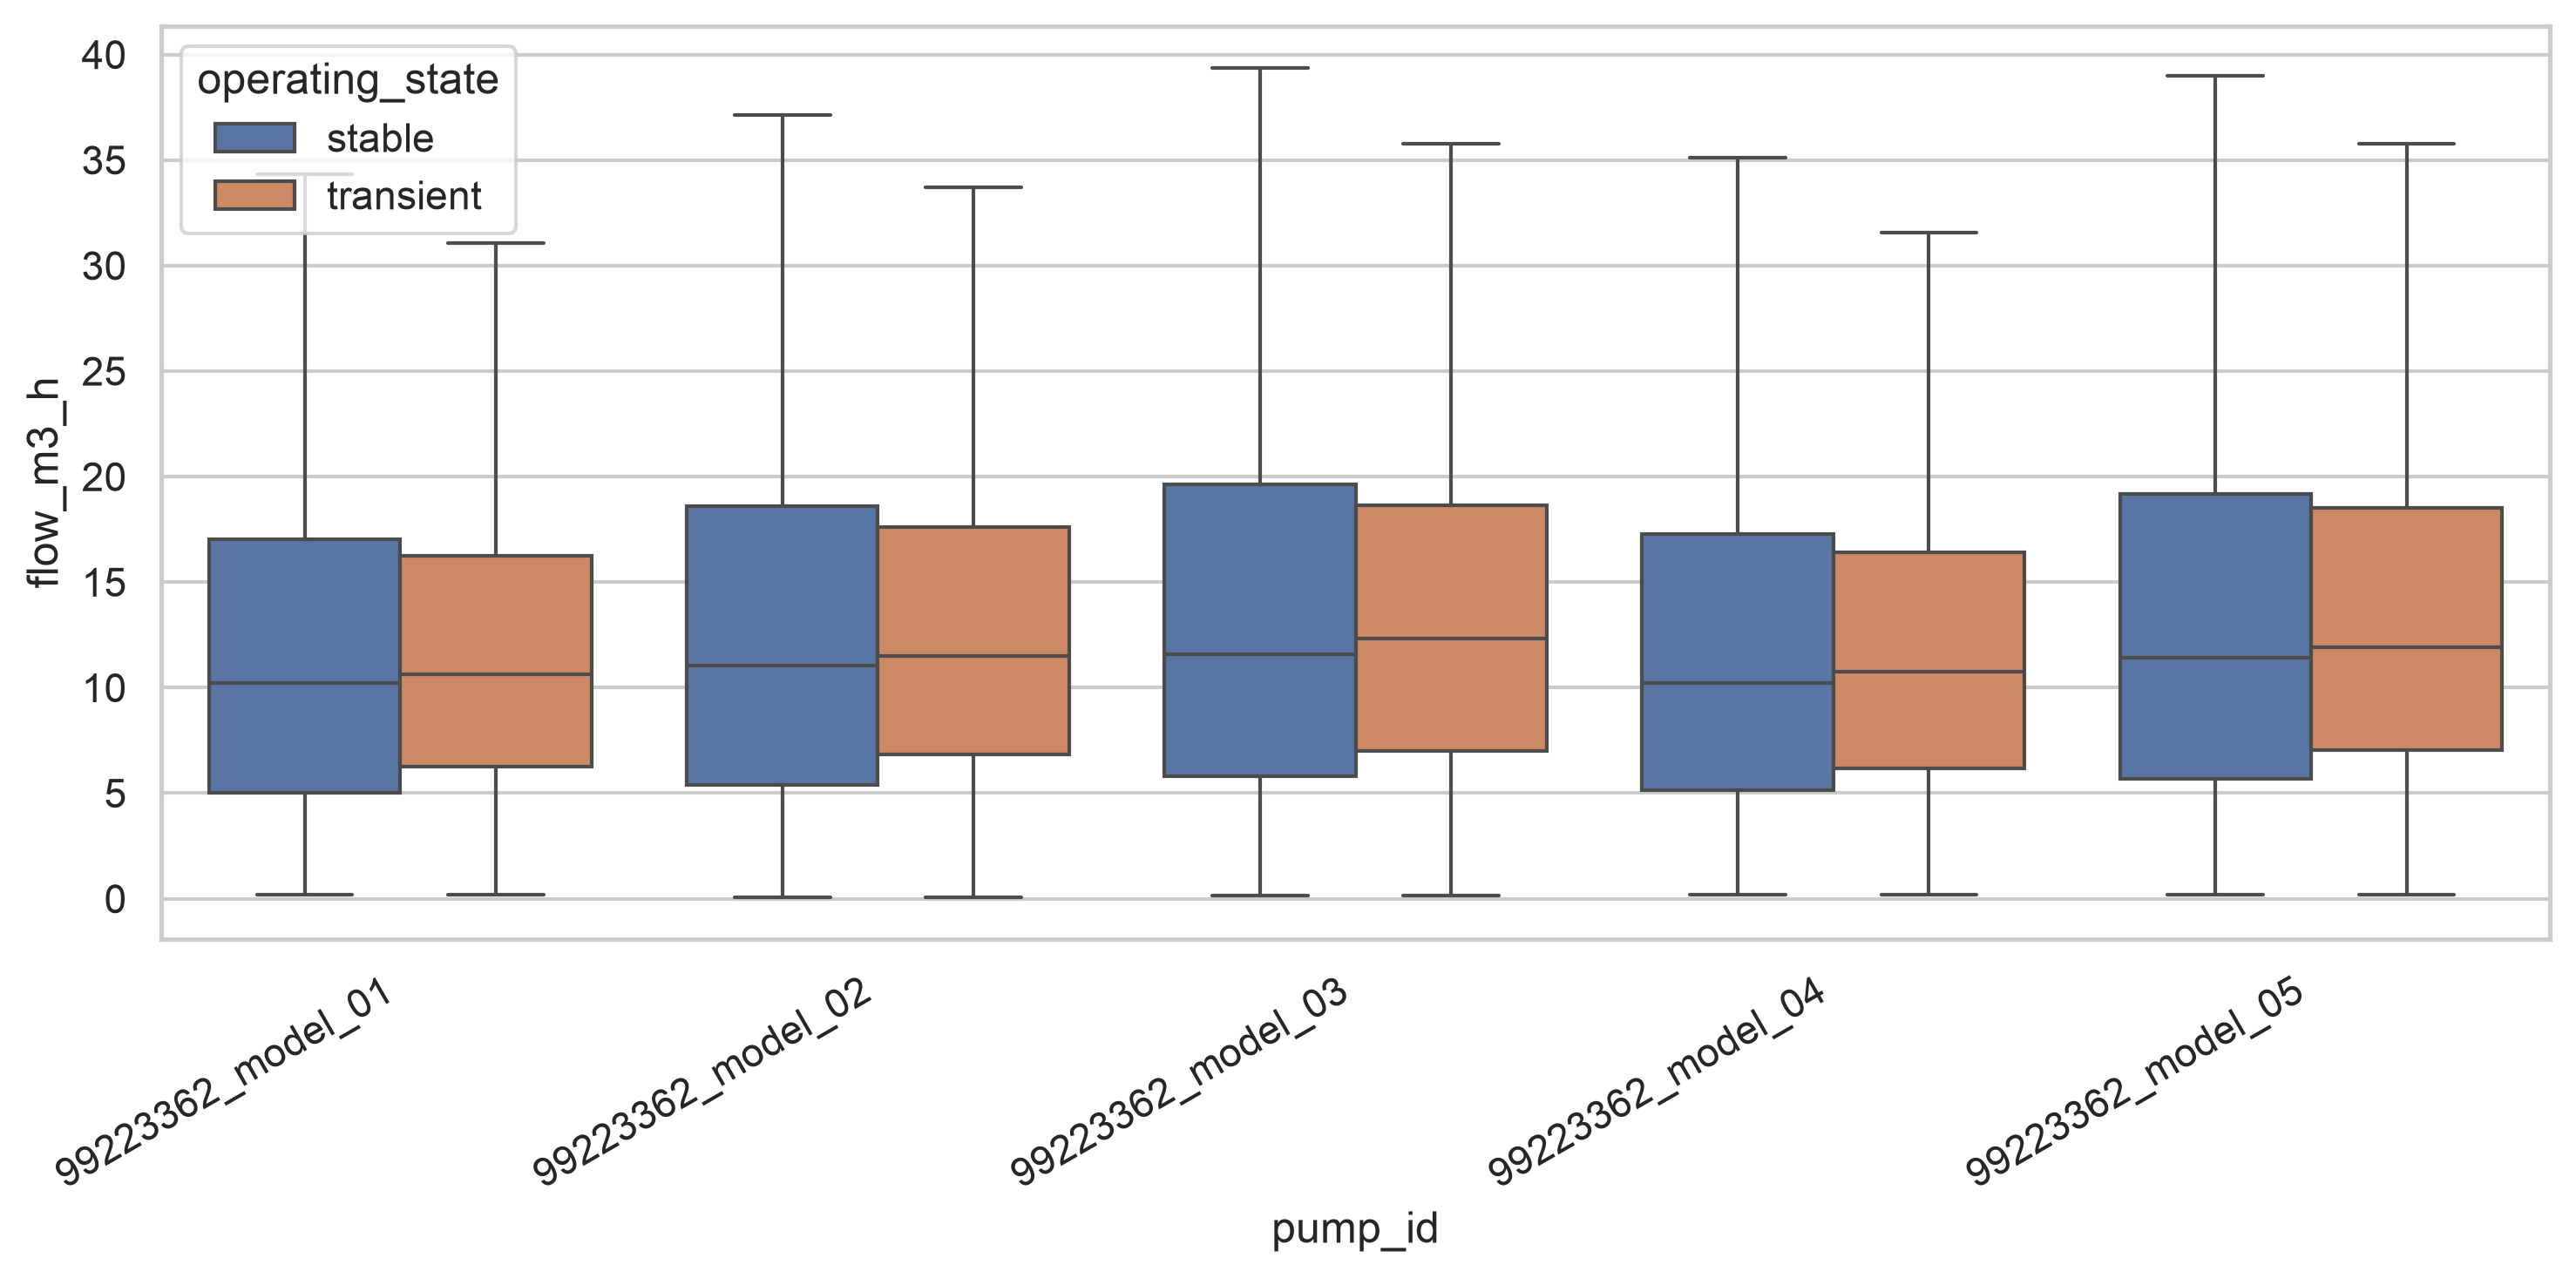 operating_state
stable
transient
flow_m3_h
40
35
30
25
20
15
10
5
0
99223362_model_01
99223362_model_02
99223362_model_03
99223362_model_04
99223362_model_05
pump_id